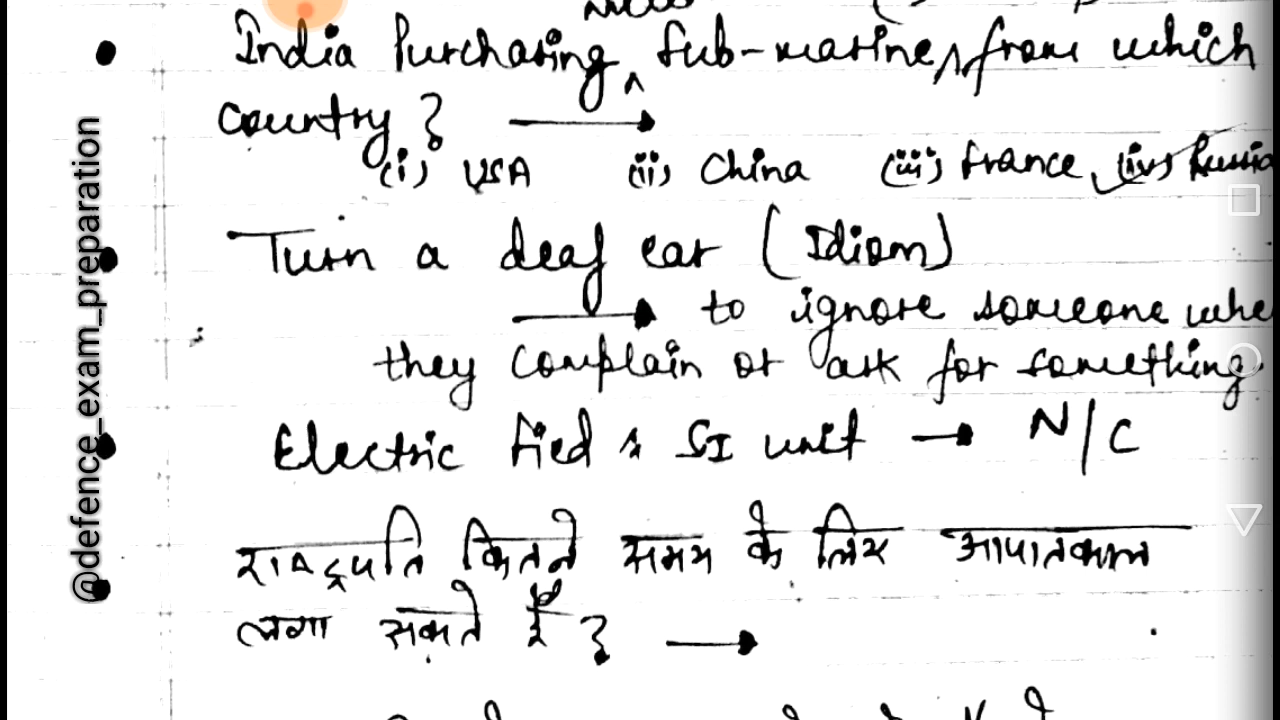 India Purchasing ^ Sub-marine, from which
country? →
(i) USA (ii) China (iii) france (iv) Russia
Turn a deaf ear (Idiom)
→ to ignore someone whe
they complain or ask for something
Electric fied s SI unit → N/C
राष्ट्रपति कितने समय के लिए आपातकाल
लगा सकते हैं? →
@defence_exam_preparation